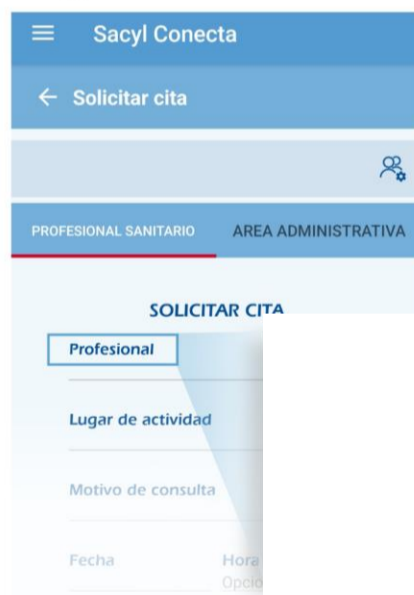 Sacyl Conecta
Solicitar cita
PROFESIONAL SANITARIO AREA ADMINISTRATIVA
SOLICITAR CITA
Profesional
Lugar de actividad
Motivo de consulta
Fecha Hora